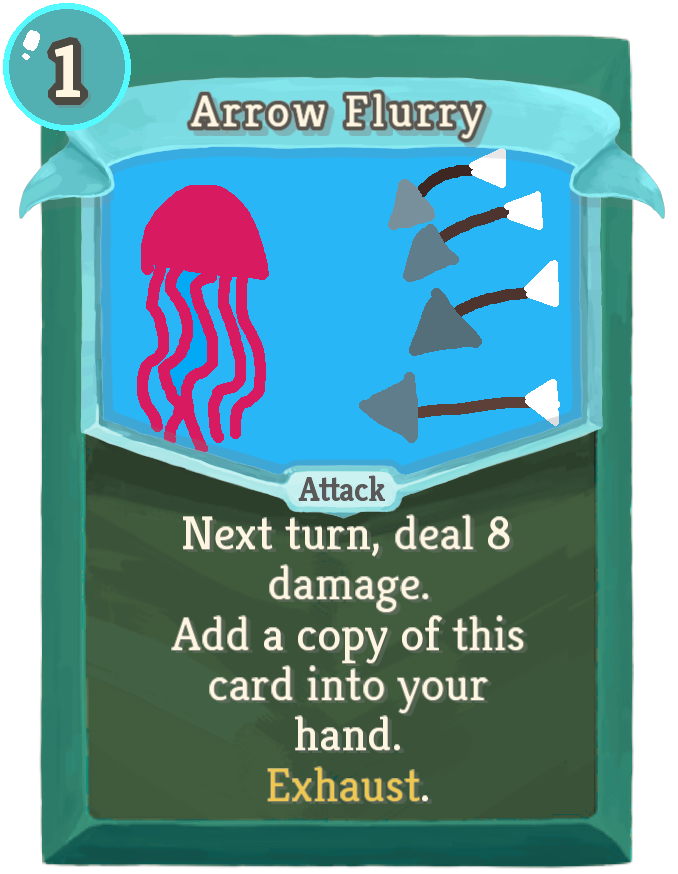 1
Arrow Flurry
Attack
Next turn, deal 8
damage.
Add a copy of this
card into your
hand.
Exhaust.